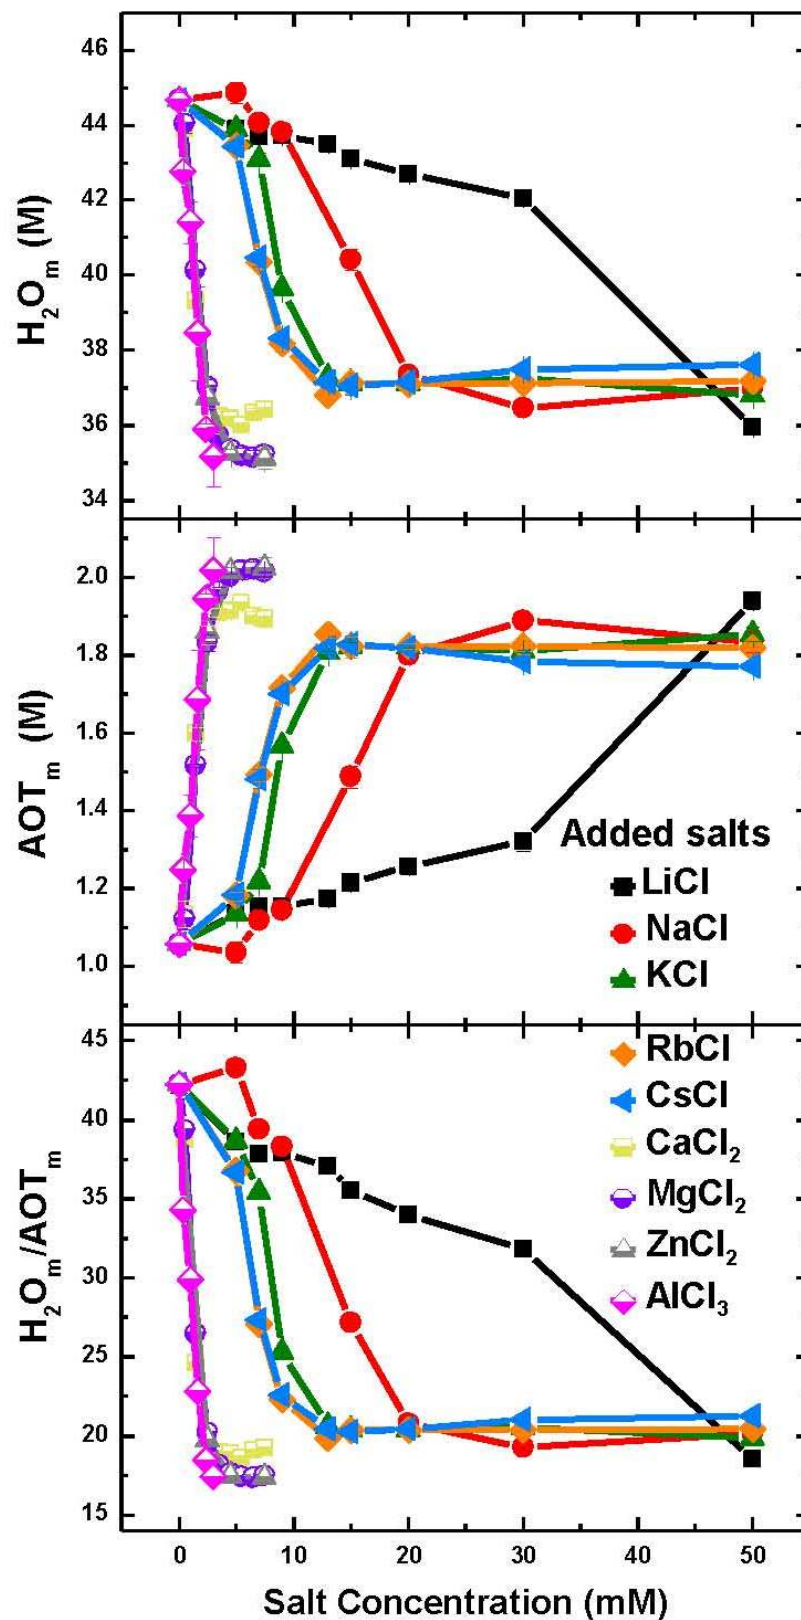 46
44
42
40
38
36
34
H₂Oₘ (M)
2.0
1.8
1.6
1.4
1.2
1.0
AOTₘ (M)
Added salts
LiCl
NaCl
KCl
45
40
35
30
25
20
15
H₂Oₘ/AOTₘ
RbCl
CsCl
CaCl₂
MgCl₂
ZnCl₂
AlCl₃
0 10 20 30 40 50
Salt Concentration (mM)